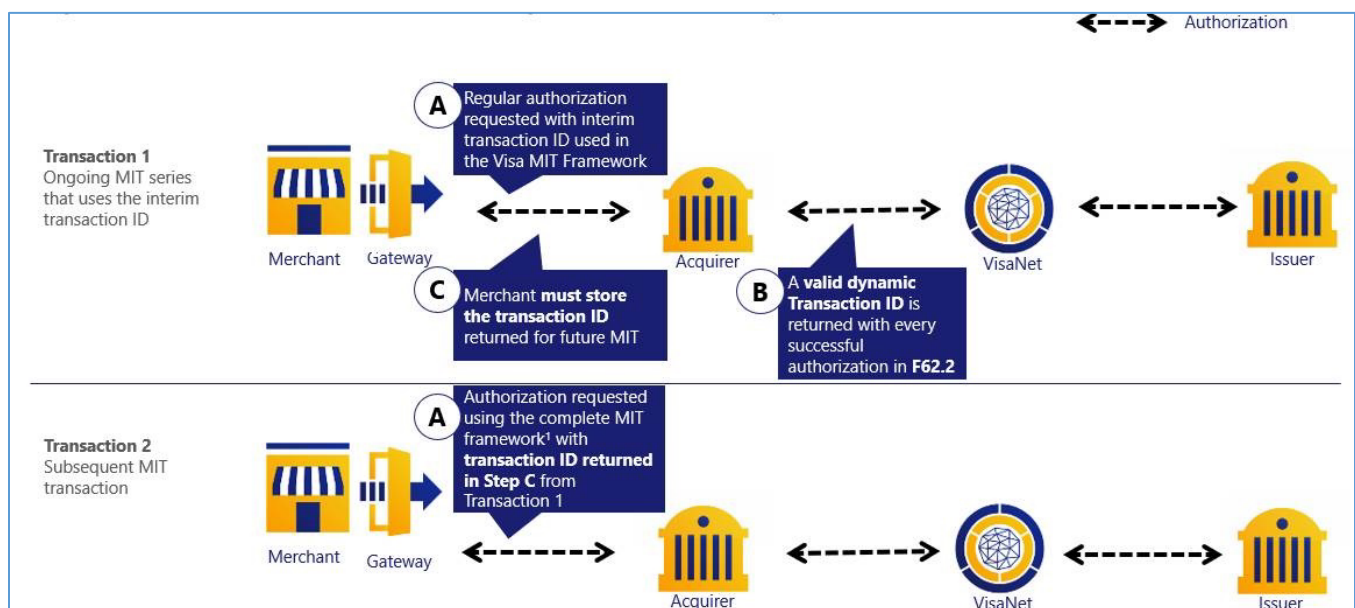 Authorization
A
Regular authorization
requested with interim
transaction ID used in
the Visa MIT Framework
Transaction 1
Ongoing MIT series
that uses the interim
transaction ID
Merchant
Gateway
Acquirer
VisaNet
Issuer
C
Merchant must store
the transaction ID
returned for future MIT
B
A valid dynamic
Transaction ID is
returned with every
successful
authorization in F62.2
Transaction 2
Subsequent MIT
transaction
A
Authorization requested
using the complete MIT
framework¹ with
transaction ID returned
in Step C from
Transaction 1
Merchant
Gateway
Acquirer
VisaNet
Issuer